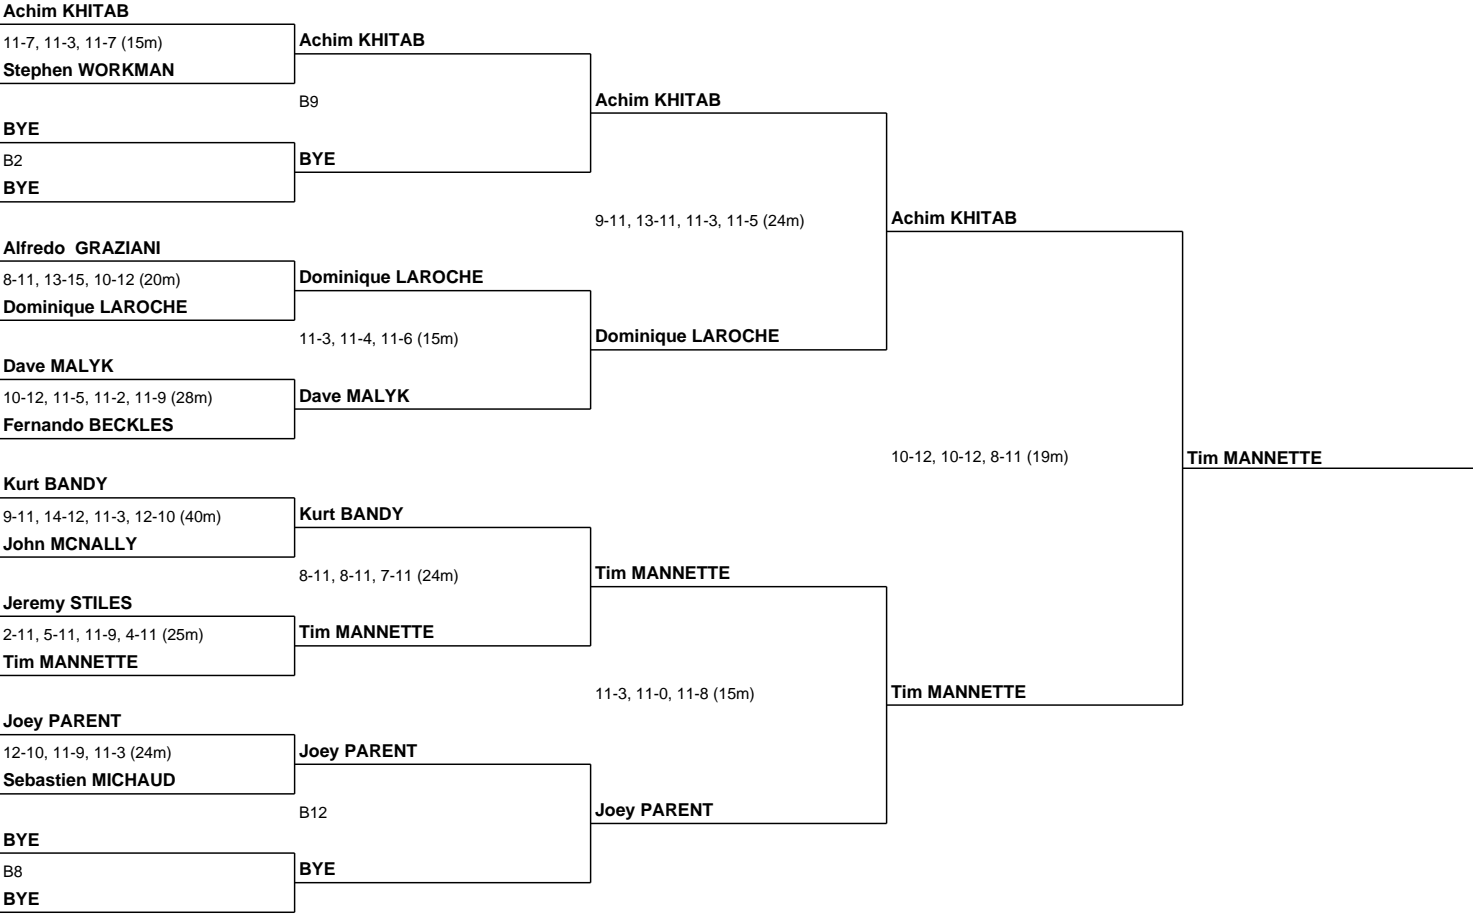 Achim KHITAB
11-7, 11-3, 11-7 (15m)
Stephen WORKMAN
BYE
B2
BYE
Alfredo  GRAZIANI
8-11, 13-15, 10-12 (20m)
Dominique LAROCHE
Dave MALYK
10-12, 11-5, 11-2, 11-9 (28m)
Fernando BECKLES
Kurt BANDY
9-11, 14-12, 11-3, 12-10 (40m)
John MCNALLY
Jeremy STILES
2-11, 5-11, 11-9, 4-11 (25m)
Tim MANNETTE
Joey PARENT
12-10, 11-9, 11-3 (24m)
Sebastien MICHAUD
BYE
B8
BYE
Achim KHITAB
B9
BYE
Dominique LAROCHE
11-3, 11-4, 11-6 (15m)
Dave MALYK
Kurt BANDY
8-11, 8-11, 7-11 (24m)
Tim MANNETTE
Joey PARENT
B12
BYE
Achim KHITAB
9-11, 13-11, 11-3, 11-5 (24m)
Dominique LAROCHE
Tim MANNETTE
11-3, 11-0, 11-8 (15m)
Joey PARENT
Achim KHITAB
10-12, 10-12, 8-11 (19m)
Tim MANNETTE
Tim MANNETTE